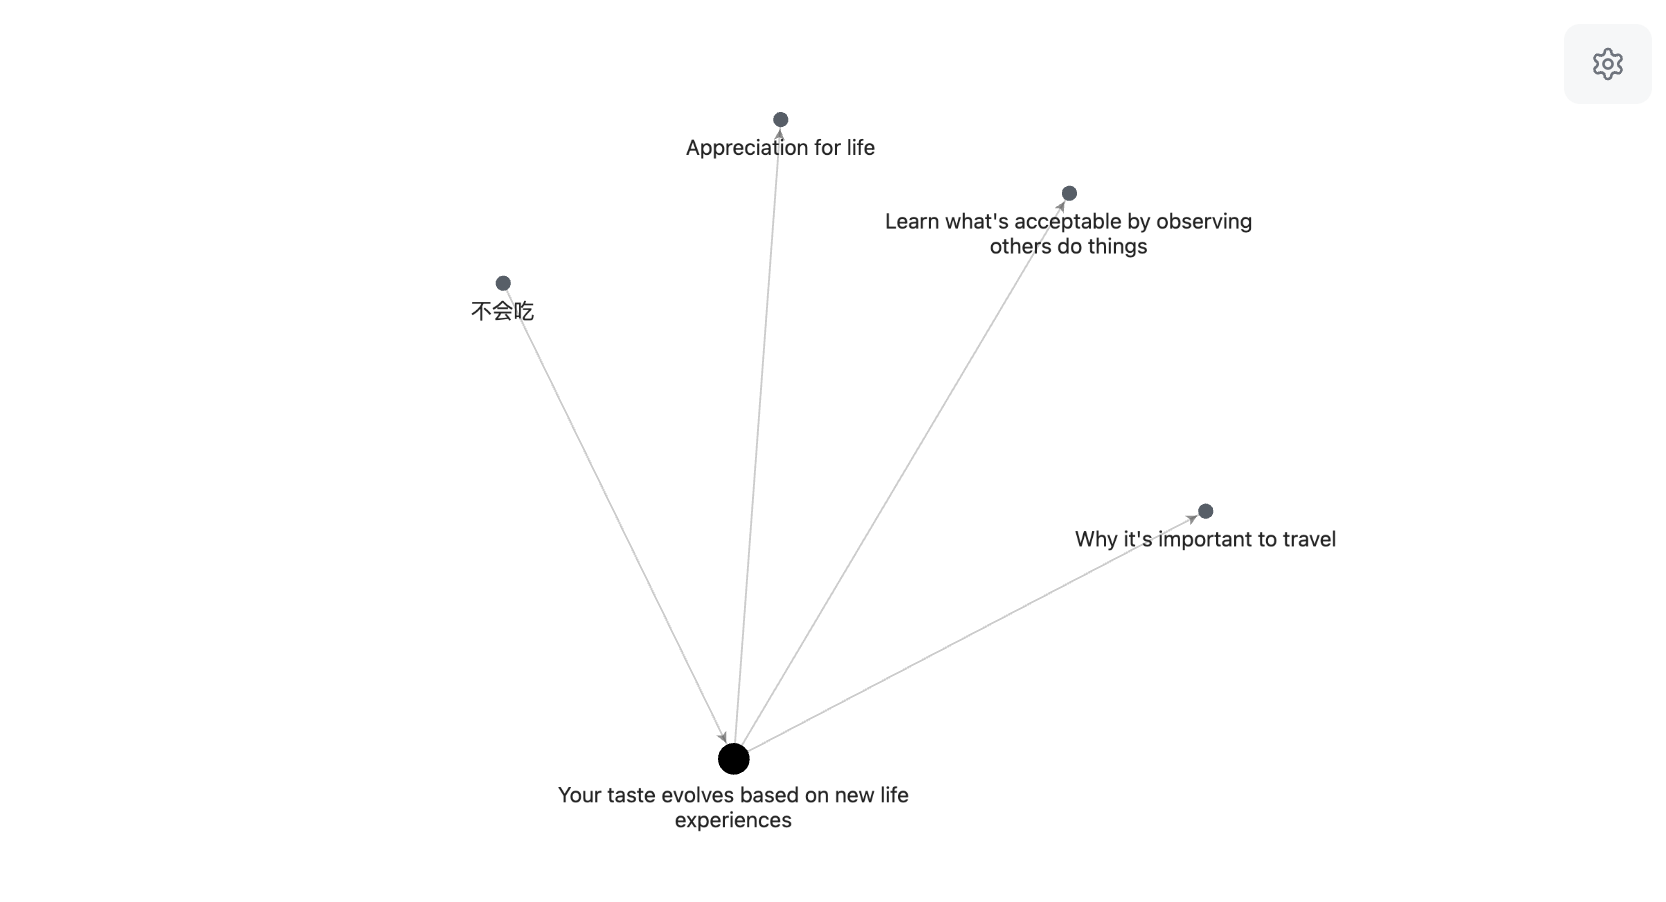 Appreciation for life
Learn what's acceptable by observing
others do things
不会吃
Why it's important to travel
Your taste evolves based on new life
experiences